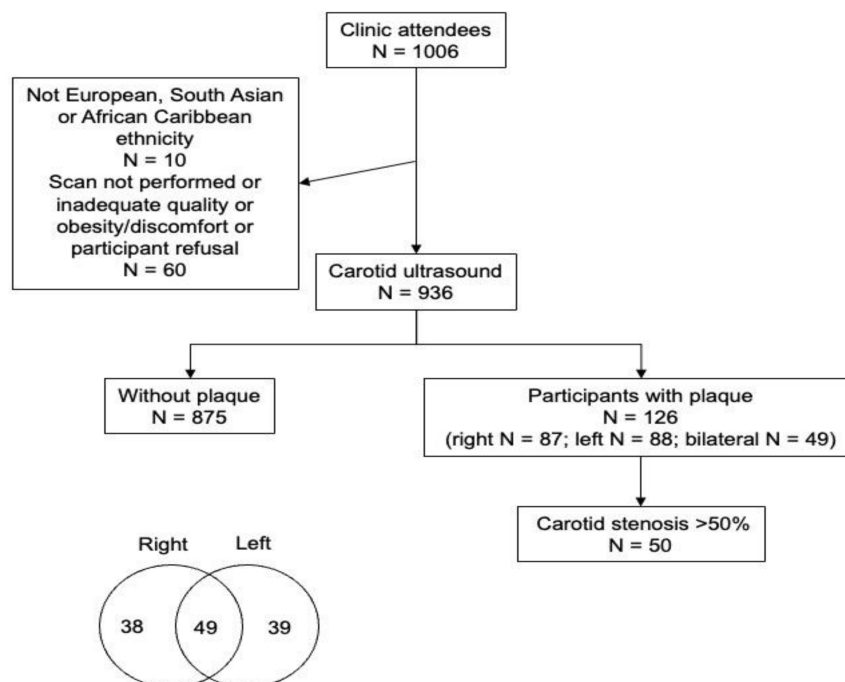 Clinic attendees
N = 1006
Not European, South Asian
or African Caribbean
ethnicity
N = 10
Scan not performed or
inadequate quality or
obesity/discomfort or
participant refusal
N = 60
Carotid ultrasound
N = 936
Without plaque
N = 875
Participants with plaque
N = 126
(right N = 87; left N = 88; bilateral N = 49)
Carotid stenosis >50%
N = 50
Right Left
38 49 39